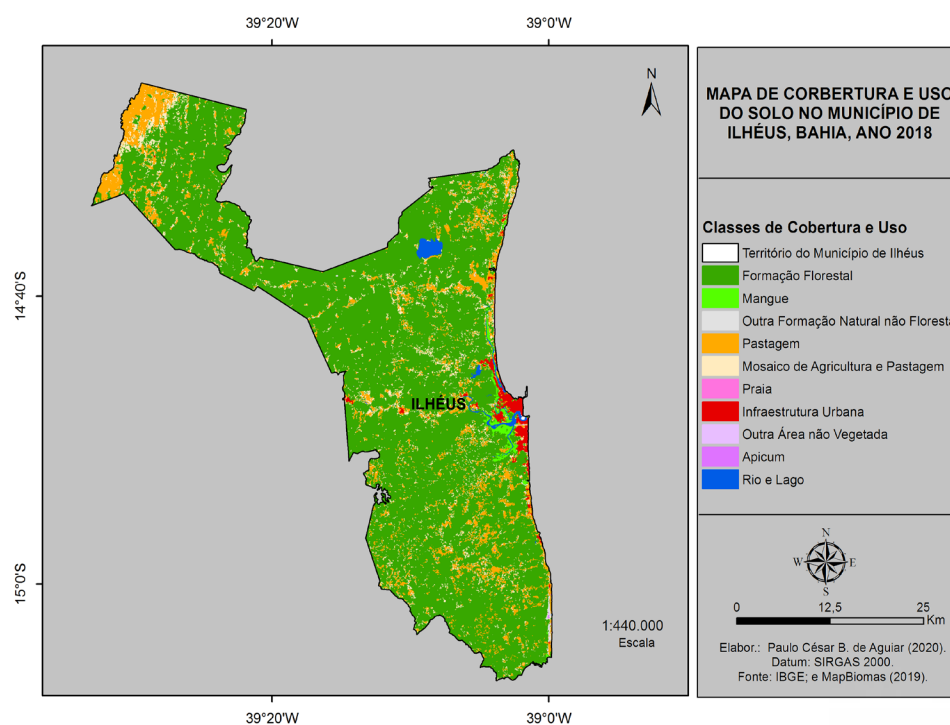 39°20'W
39°0'W
N
14°40'S
15°0'S
ILHÉUS
1:440.000
Escala
39°20'W
39°0'W
MAPA DE CORBERTURA E USO
DO SOLO NO MUNICÍPIO DE
ILHÉUS, BAHIA, ANO 2018
Classes de Cobertura e Uso
Território do Município de Ilhéus
Formação Florestal
Mangue
Outra Formação Natural não Floresta
Pastagem
Mosaico de Agricultura e Pastagem
Praia
Infraestrutura Urbana
Outra Área não Vegetada
Apicum
Rio e Lago
N
W E
S
0 12,5 25
Km
Elabor.: Paulo César B. de Aguiar (2020).
Datum: SIRGAS 2000.
Fonte: IBGE; e MapBiomas (2019).